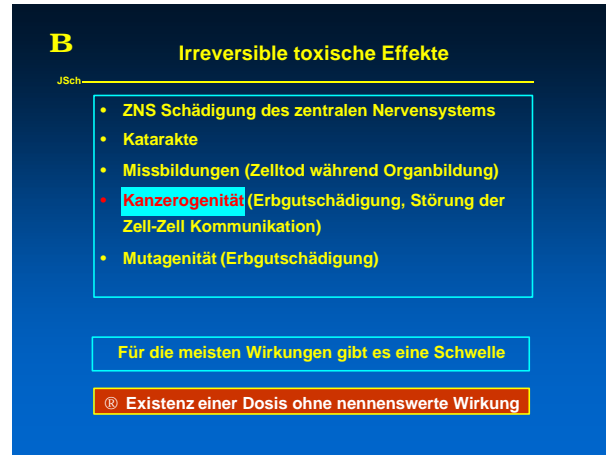 B
Irreversible toxische Effekte
JSch
• ZNS Schädigung des zentralen Nervensystems
• Katarakte
• Missbildungen (Zelltod während Organbildung)
• Kanzerogenität (Erbgutschädigung, Störung der
Zell-Zell Kommunikation)
• Mutagenität (Erbgutschädigung)
Für die meisten Wirkungen gibt es eine Schwelle
® Existenz einer Dosis ohne nennenswerte Wirkung